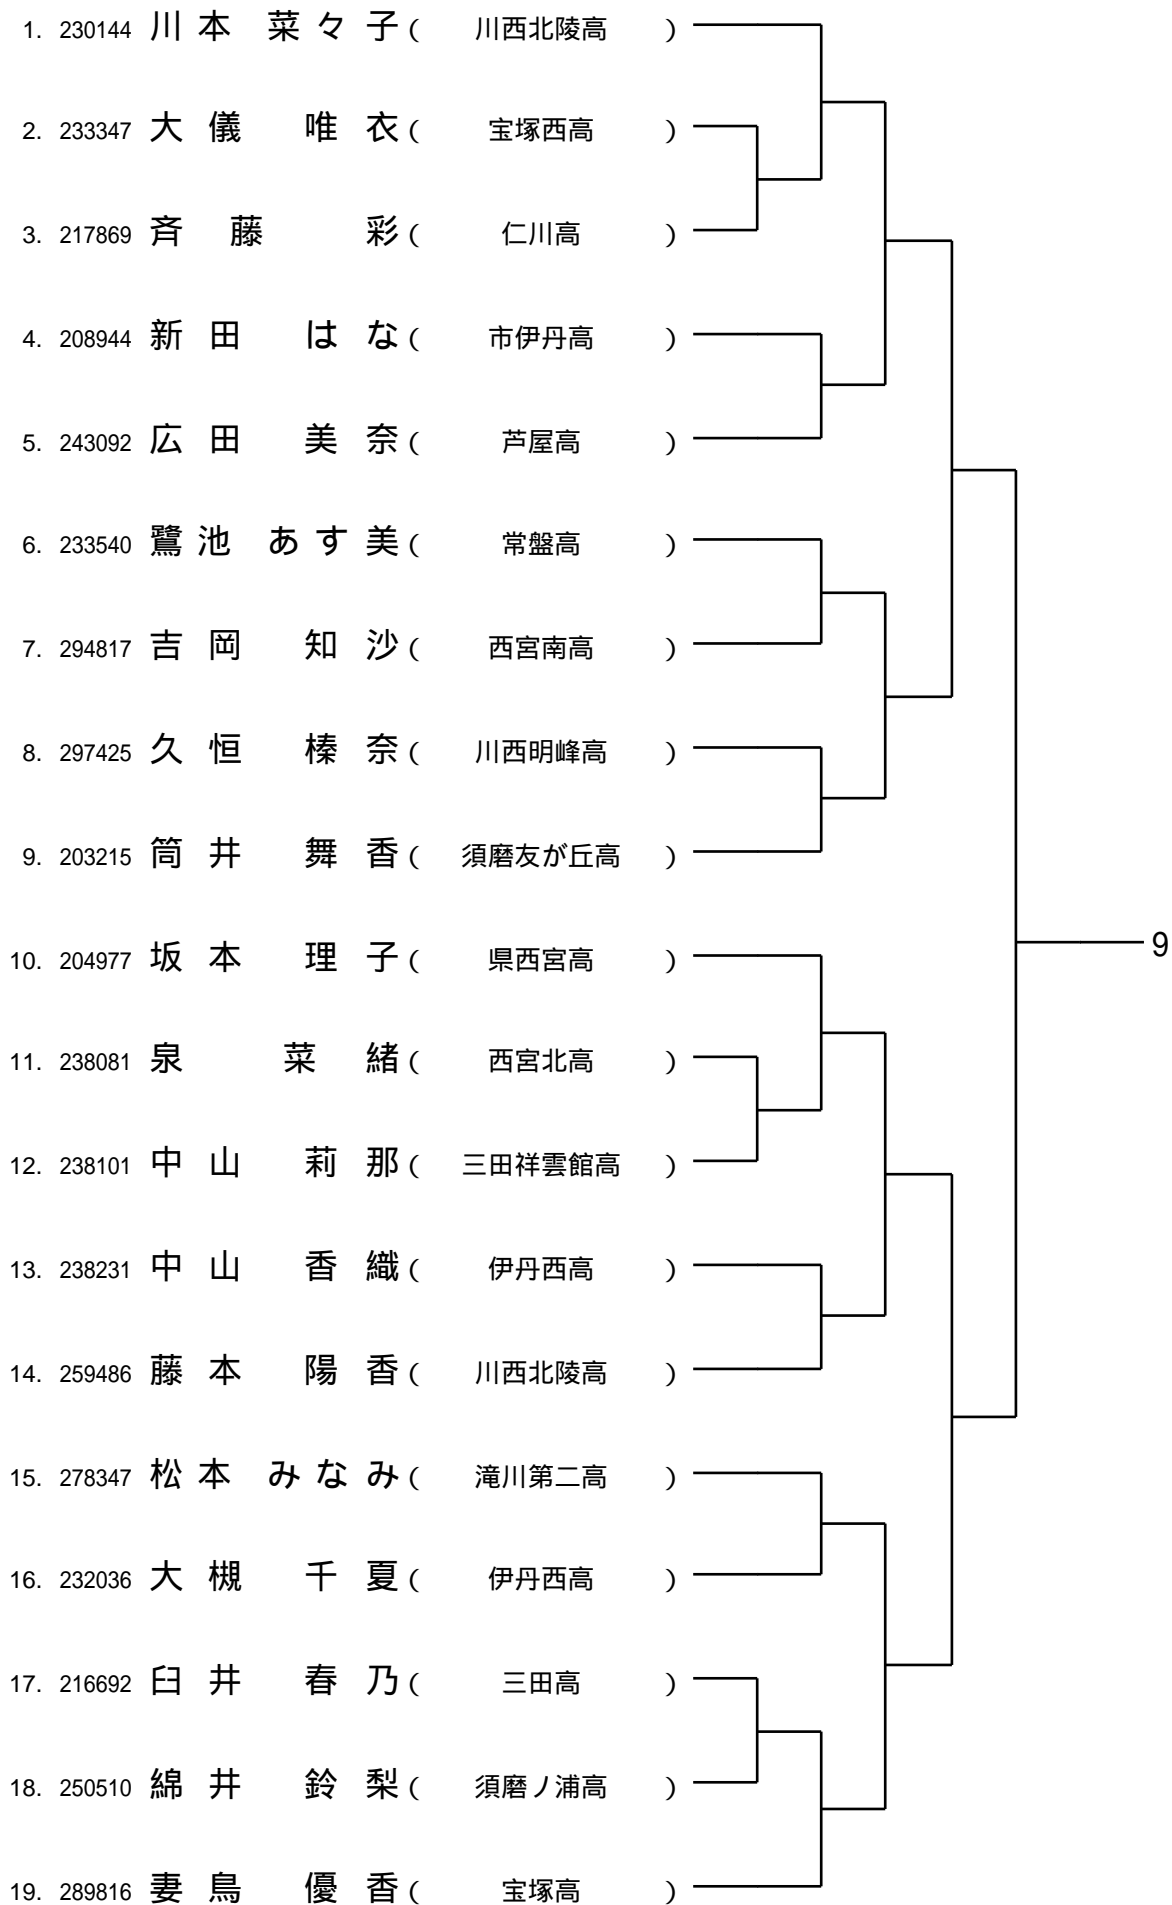 1. 230144 川本 菜々子 ( 川西北陵高 )
2. 233347 大儀 唯衣 ( 宝塚西高 )
3. 217869 斉藤 彩 ( 仁川高 )
4. 208944 新田 はな ( 市伊丹高 )
5. 243092 広田 美奈 ( 芦屋高 )
6. 233540 鷺池 あす美 ( 常盤高 )
7. 294817 吉岡 知沙 ( 西宮南高 )
8. 297425 久恒 榛奈 ( 川西明峰高 )
9. 203215 筒井 舞香 ( 須磨友が丘高 )
9
10. 204977 坂本 理子 ( 県西宮高 )
11. 238081 泉 菜緒 ( 西宮北高 )
12. 238101 中山 莉那 ( 三田祥雲館高 )
13. 238231 中山 香織 ( 伊丹西高 )
14. 259486 藤本 陽香 ( 川西北陵高 )
15. 278347 松本 みなみ ( 滝川第二高 )
16. 232036 大槻 千夏 ( 伊丹西高 )
17. 216692 臼井 春乃 ( 三田高 )
18. 250510 綿井 鈴梨 ( 須磨ノ浦高 )
19. 289816 妻鳥 優香 ( 宝塚高 )